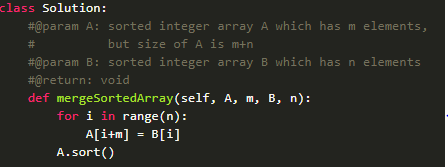 class Solution:
    #@param A: sorted integer array A which has m elements,
    #          but size of A is m+n
    #@param B: sorted integer array B which has n elements
    #@return: void
    def mergeSortedArray(self, A, m, B, n):
        for i in range(n):
            A[i+m] = B[i]
        A.sort()